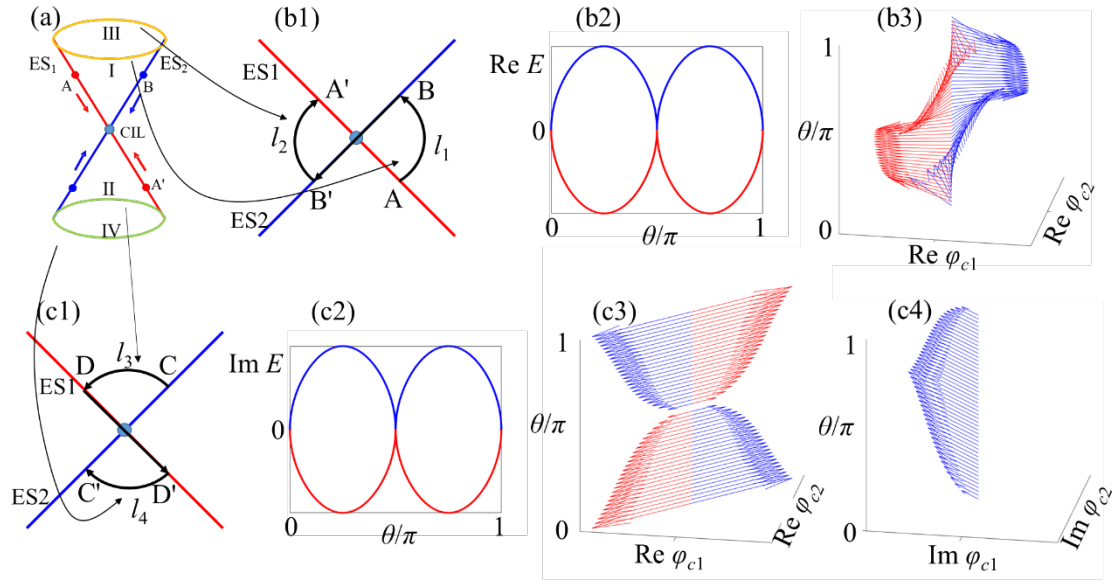 (a)
III
ES₁
I
ES₂
A
B
CIL
II
A'
IV
(b1)
ES1
A'
B
l₂
l₁
B'
A
ES2
(b2)
Re E
0
0
θ/π
1
(b3)
1
θ/π
0
Re φc1
Re φc2
(c1)
D
l₃
C
ES1
ES2
C'
D'
l₄
(c2)
Im E
0
0
θ/π
1
(c3)
1
θ/π
0
Re φc1
Re φc2
(c4)
1
θ/π
0
Im φc1
Im φc2